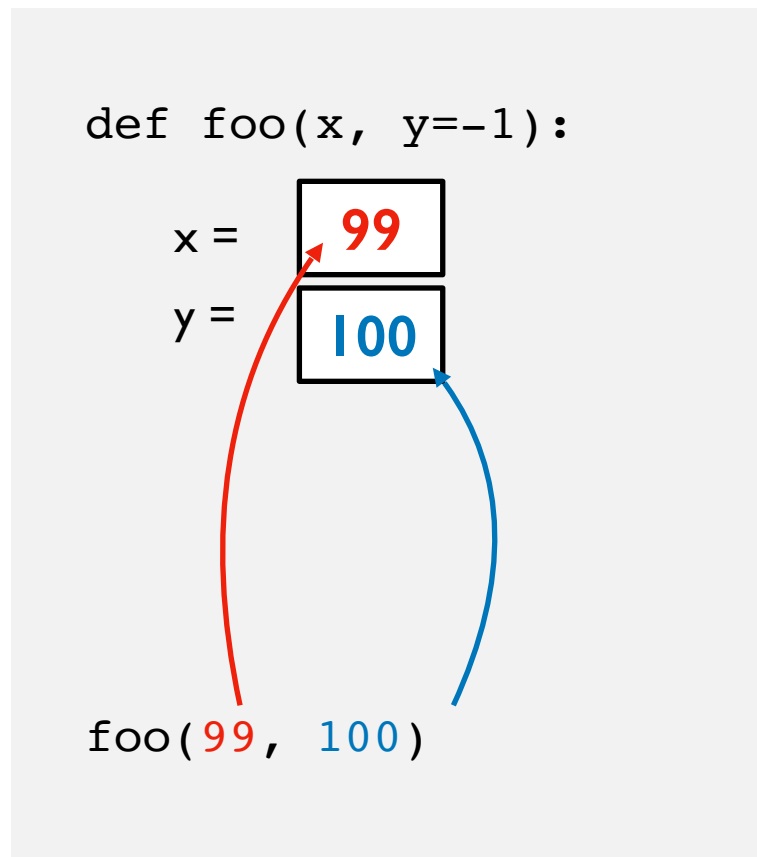 def foo(x, y=-1):
x = 99
y = 100
foo(99, 100)